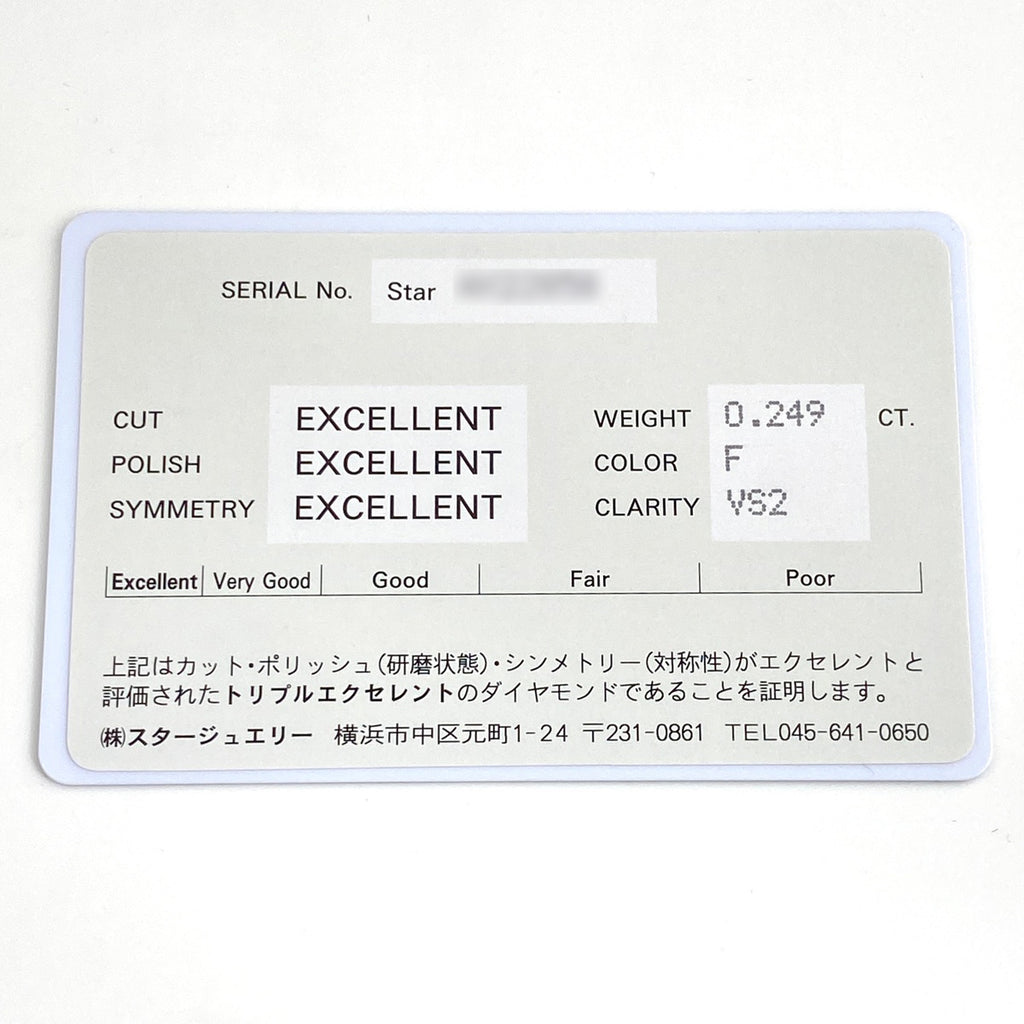 SERIAL No. Star
CUT EXCELLENT WEIGHT 0.249 CT.
POLISH EXCELLENT COLOR F
SYMMETRY EXCELLENT CLARITY VS2
Excellent Very Good Good Fair Poor
上記はカット・ポリッシュ(研磨状態)・シンメトリー(対称性)がエクセレントと
評価されたトリプルエクセレントのダイヤモンドであることを証明します。
㈱スタージュエリー 横浜市中区元町1-24 〒231-0861 TEL045-641-0650